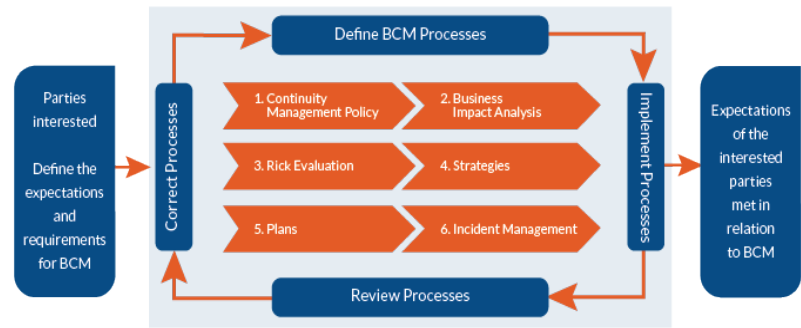 Define BCM Processes
Parties
interested
Define the
expectations
and
requirements
for BCM
Correct Processes
1. Continuity
Management Policy
2. Business
Impact Analysis
3. Rick Evaluation
4. Strategies
5. Plans
6. Incident Management
Implement Processes
Review Processes
Expectations
of the
interested
parties
met in
relation
to BCM